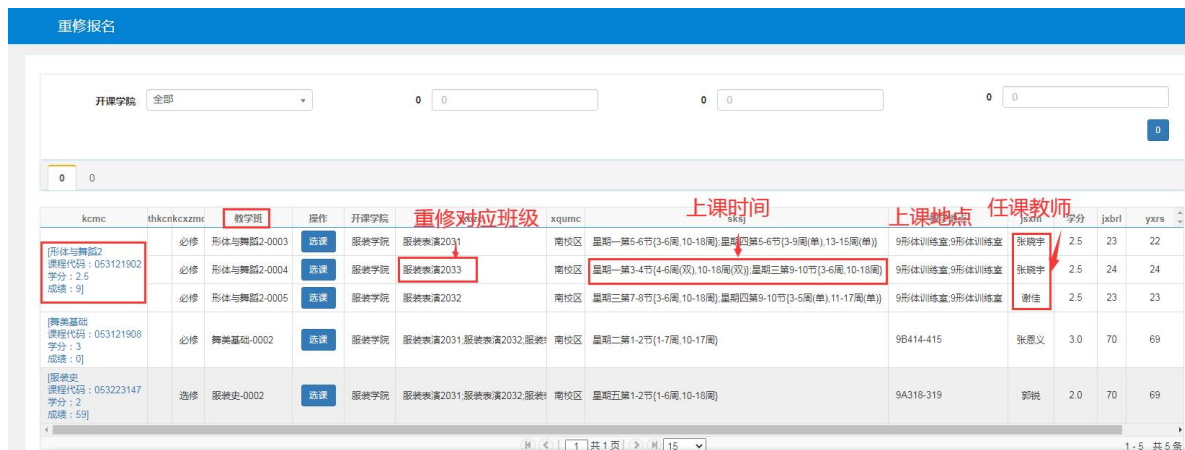 重修报名
开课学院 全部 0 0 0 0 0 0
0
0 0
重修对应班级 上课时间 上课地点 任课教师
kcmc 教学班 操作 开课学院 xqumc 学分 jxbrl yxrs
[形体与舞蹈2
课程代码：053121902
学分：2.5
成绩：9]
必修 形体与舞蹈2-0003 选课 服装学院 服装表演2031 南校区 星期一第5-6节{3-6周,10-18周};星期四第5-6节{3-9周(单),13-15周(单)} 9形体训练室;9形体训练室 张晓宇 2.5 23 22
必修 形体与舞蹈2-0004 选课 服装学院 服装表演2033 南校区 星期一第3-4节{4-6周(双),10-18周(双)};星期三第9-10节{3-6周,10-18周} 9形体训练室;9形体训练室 张晓宇 2.5 24 24
必修 形体与舞蹈2-0005 选课 服装学院 服装表演2032 南校区 星期三第7-8节{3-6周,10-18周};星期四第9-10节{3-5周(单),11-17周(单)} 9形体训练室;9形体训练室 谢佳 2.5 23 23
[舞美基础
课程代码：053121908
学分：3
成绩：0]
必修 舞美基础-0002 选课 服装学院 服装表演2031;服装表演2032;服装 南校区 星期二第1-2节{1-7周,10-17周} 9B414-415 张恩义 3.0 70 69
[服装史
课程代码：053223147
学分：2
成绩：59]
选修 服装史-0002 选课 服装学院 服装表演2031;服装表演2032;服装 南校区 星期五第1-2节{1-6周,10-18周} 9A318-319 郭锐 2.0 70 69
1 共1页 15 1-5 共5条